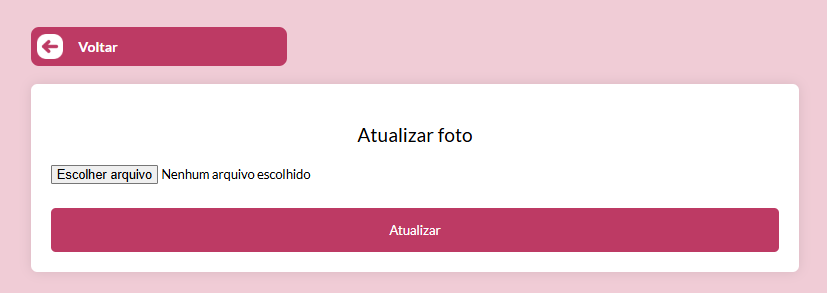 Voltar
Atualizar foto
Escolher arquivo Nenhum arquivo escolhido
Atualizar